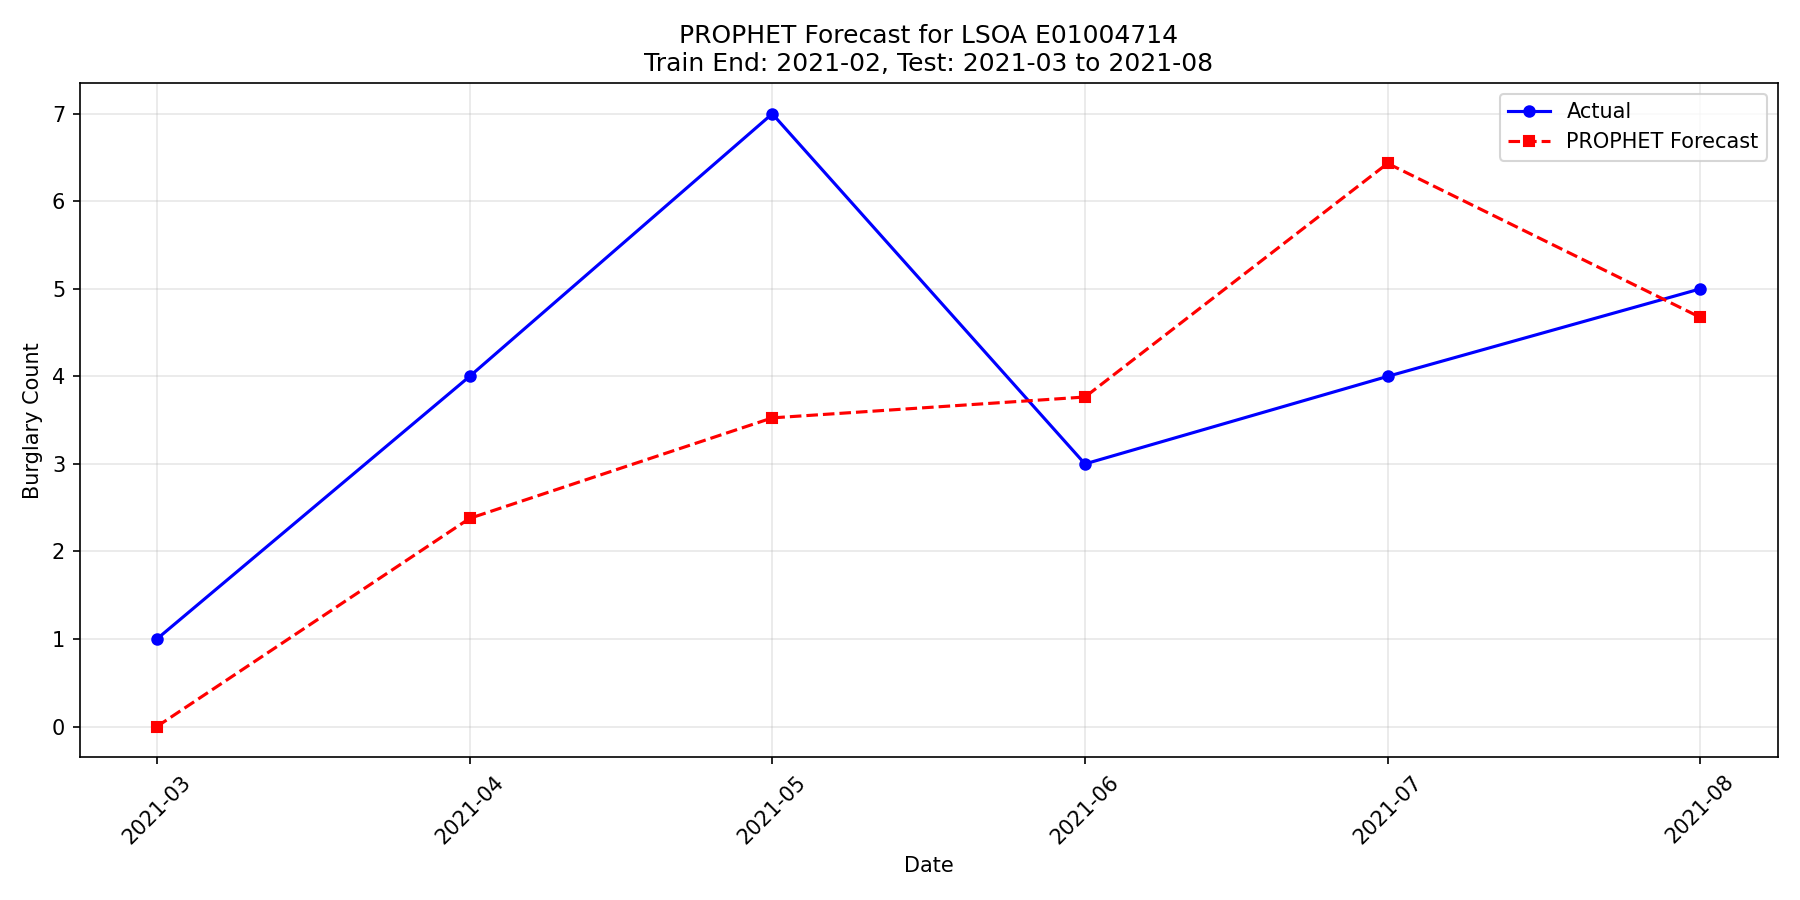 PROPHET Forecast for LSOA E01004714
Train End: 2021-02, Test: 2021-03 to 2021-08
Actual
PROPHET Forecast
Burglary Count
7
6
5
4
3
2
1
0
2021-03
2021-04
2021-05
2021-06
2021-07
2021-08
Date